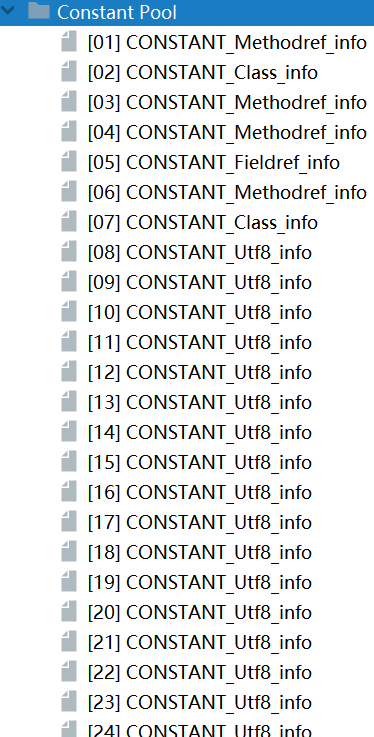 Constant Pool
[01] CONSTANT_Methodref_info
[02] CONSTANT_Class_info
[03] CONSTANT_Methodref_info
[04] CONSTANT_Methodref_info
[05] CONSTANT_Fieldref_info
[06] CONSTANT_Methodref_info
[07] CONSTANT_Class_info
[08] CONSTANT_Utf8_info
[09] CONSTANT_Utf8_info
[10] CONSTANT_Utf8_info
[11] CONSTANT_Utf8_info
[12] CONSTANT_Utf8_info
[13] CONSTANT_Utf8_info
[14] CONSTANT_Utf8_info
[15] CONSTANT_Utf8_info
[16] CONSTANT_Utf8_info
[17] CONSTANT_Utf8_info
[18] CONSTANT_Utf8_info
[19] CONSTANT_Utf8_info
[20] CONSTANT_Utf8_info
[21] CONSTANT_Utf8_info
[22] CONSTANT_Utf8_info
[23] CONSTANT_Utf8_info
[24] CONSTANT_Utf8_info